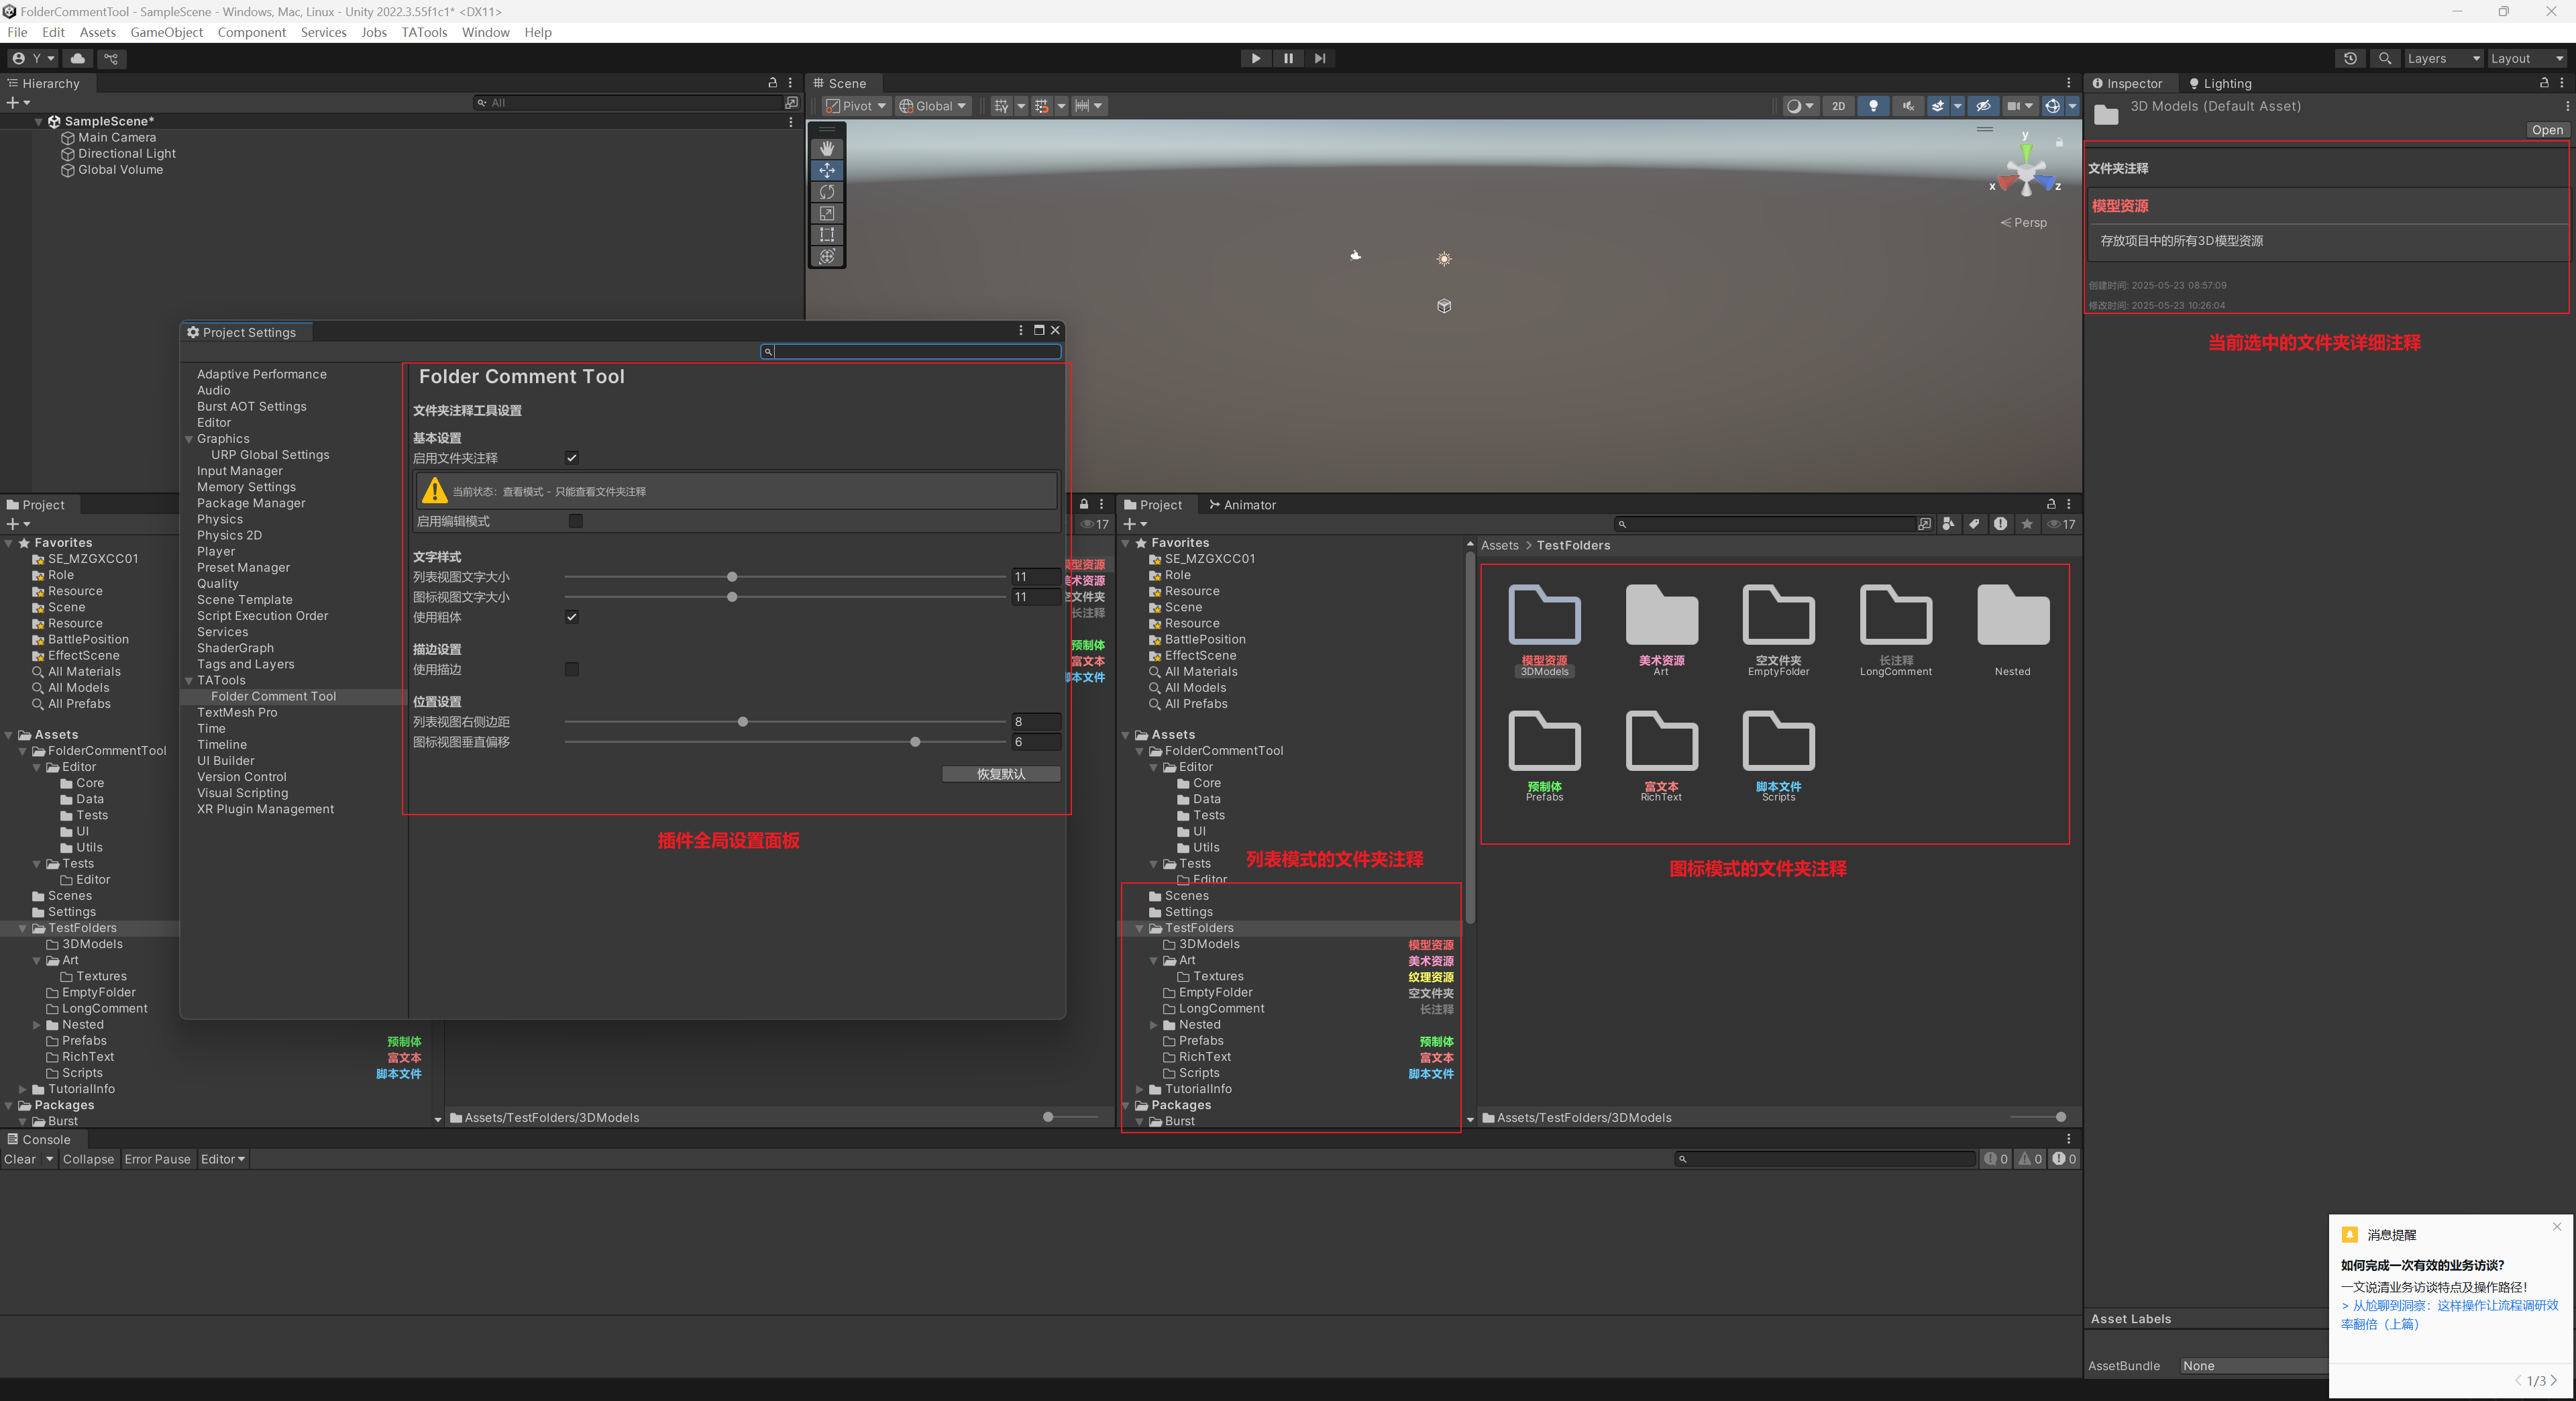 FolderCommentTool - SampleScene - Windows, Mac, Linux - Unity 2022.3.55f1c1* <DX11>
File Edit Assets GameObject Component Services Jobs TATools Window Help
Y
Layers
Layout
Hierarchy
All
SampleScene*
Main Camera
Directional Light
Global Volume
Scene
Pivot
Global
2D
y
x
z
Persp
Inspector
Lighting
3D Models (Default Asset)
Open
文件夹注释
模型资源
存放项目中的所有3D模型资源
创建时间: 2025-05-23 08:57:09
修改时间: 2025-05-23 10:26:04
当前选中的文件夹详细注释
Project Settings
Adaptive Performance
Audio
Burst AOT Settings
Editor
Graphics
URP Global Settings
Input Manager
Memory Settings
Package Manager
Physics
Physics 2D
Player
Preset Manager
Quality
Scene Template
Script Execution Order
Services
ShaderGraph
Tags and Layers
TATools
Folder Comment Tool
TextMesh Pro
Time
Timeline
UI Builder
Version Control
Visual Scripting
XR Plugin Management
Folder Comment Tool
文件夹注释工具设置
基本设置
启用文件夹注释
当前状态: 查看模式 - 只能查看文件夹注释
启用编辑模式
文字样式
列表视图文字大小
11
图标视图文字大小
11
使用粗体
描边设置
使用描边
位置设置
列表视图右侧边距
8
图标视图垂直偏移
6
恢复默认
插件全局设置面板
Project
Favorites
SE_MZGXCC01
Role
Resource
Scene
Resource
BattlePosition
EffectScene
All Materials
All Models
All Prefabs
Assets
FolderCommentTool
Editor
Core
Data
Tests
UI
Utils
Tests
Editor
Scenes
Settings
TestFolders
3DModels
Art
Textures
EmptyFolder
LongComment
Nested
Prefabs 预制体
RichText 富文本
Scripts 脚本文件
TutorialInfo
Packages
Burst
17
型资源
术资源
文件夹
长注释
预制体
富文本
本文件
Assets/TestFolders/3DModels
Project
Animator
17
Favorites
SE_MZGXCC01
Role
Resource
Scene
Resource
BattlePosition
EffectScene
All Materials
All Models
All Prefabs
Assets
FolderCommentTool
Editor
Core
Data
Tests
UI
Utils
Tests
Editor
列表模式的文件夹注释
Scenes
Settings
TestFolders
3DModels 模型资源
Art 美术资源
Textures 纹理资源
EmptyFolder 空文件夹
LongComment 长注释
Nested
Prefabs 预制体
RichText 富文本
Scripts 脚本文件
TutorialInfo
Packages
Burst
Assets > TestFolders
模型资源
3DModels
美术资源
Art
空文件夹
EmptyFolder
长注释
LongComment
Nested
预制体
Prefabs
富文本
RichText
脚本文件
Scripts
图标模式的文件夹注释
Assets/TestFolders/3DModels
Console
Clear Collapse Error Pause Editor
0 0 0
Asset Labels
AssetBundle None
消息提醒
如何完成一次有效的业务访谈?
一文说清业务访谈特点及操作路径!
> 从尬聊到洞察: 这样操作让流程调研效
率翻倍（上篇）
1/3